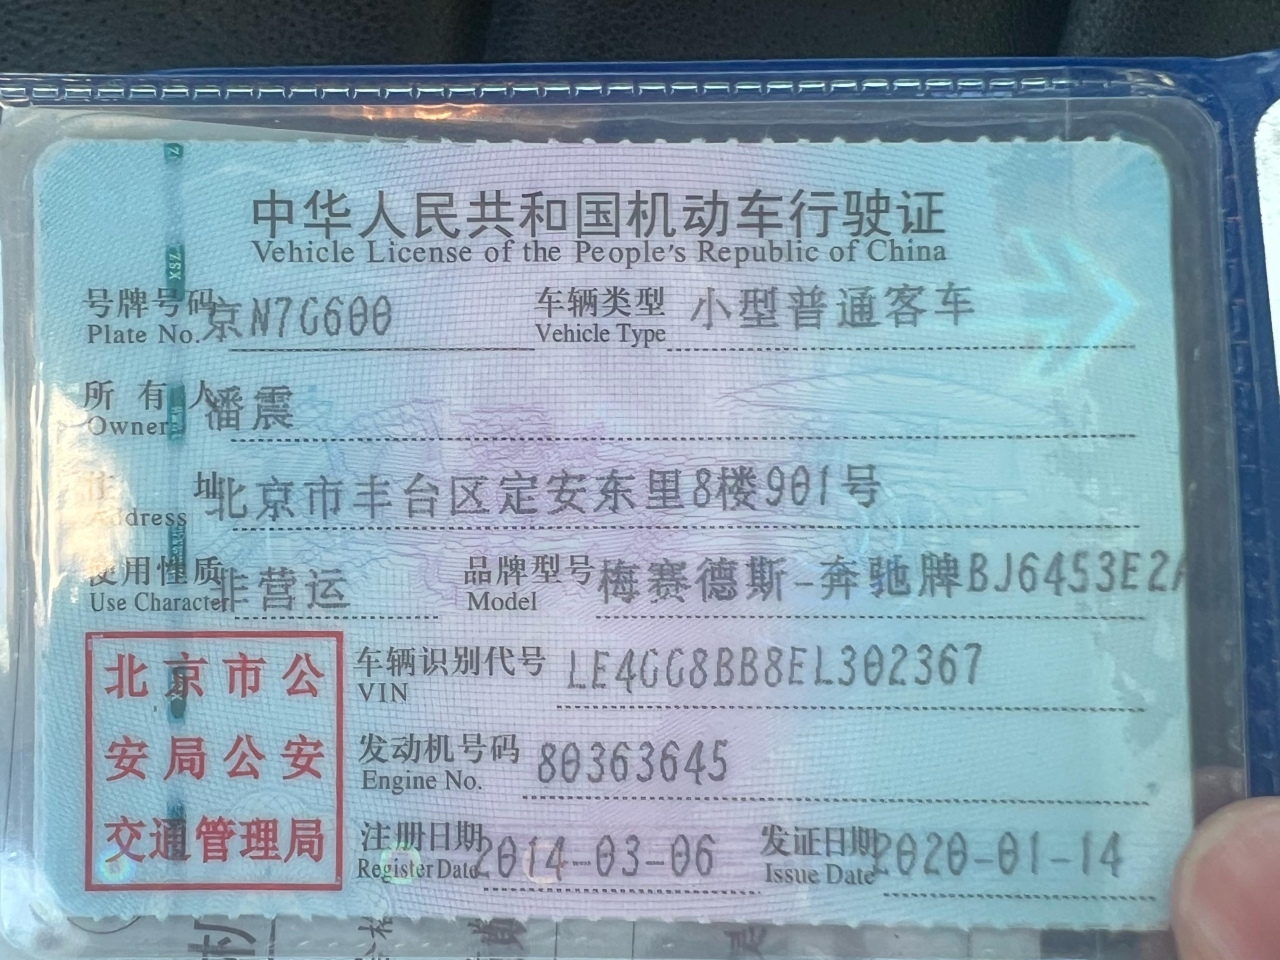 中华人民共和国机动车行驶证
Vehicle License of the People's Republic of China
号牌号码 京N7G600 车辆类型 小型普通客车
Plate No. Vehicle Type
所有人 潘震
Owner
住址 北京市丰台区定安东里8楼901号
Address
使用性质 非营运 品牌型号 梅赛德斯-奔驰牌BJ6453E2A
Use Character Model
北京市公
安局公安
交通管理局
车辆识别代号 LE4GG8BB8EL302367
VIN
发动机号码 80363645
Engine No.
注册日期 2014-03-06 发证日期 2020-01-14
Register Date Issue Date